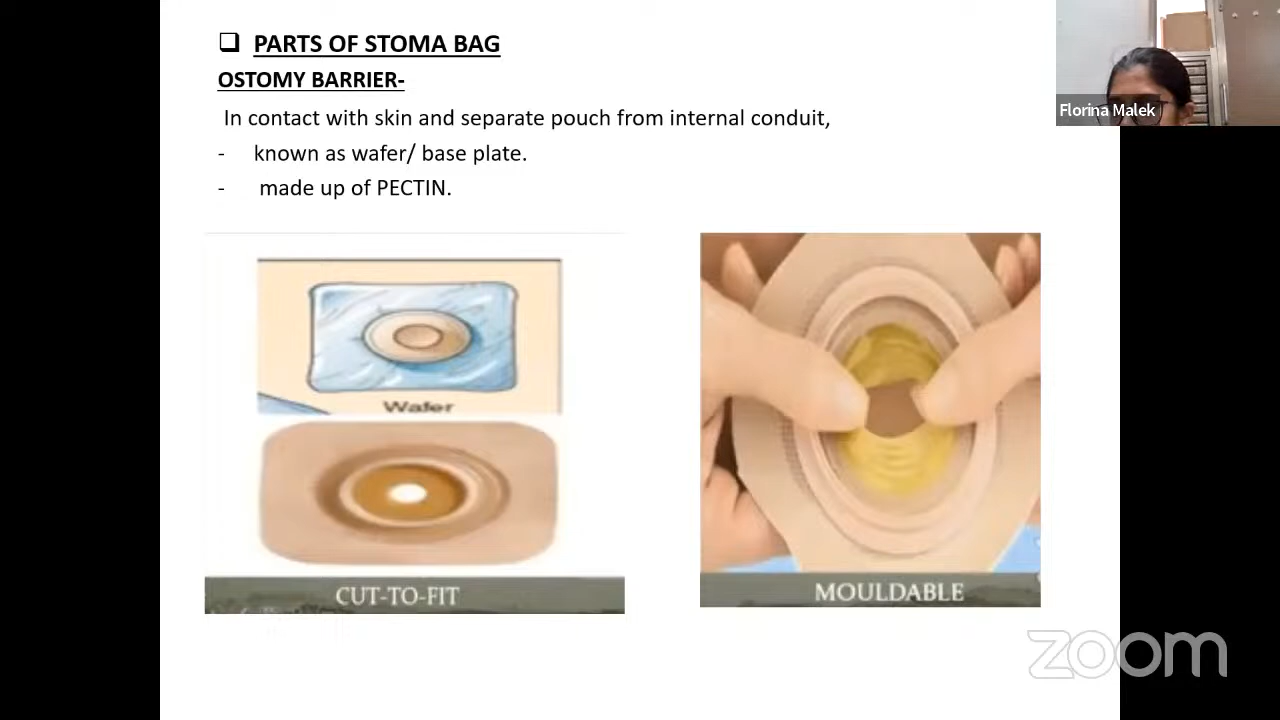 ❑ PARTS OF STOMA BAG
OSTOMY BARRIER-
In contact with skin and separate pouch from internal conduit,
- known as wafer/ base plate.
- made up of PECTIN.
Florina Malek
Wafer
CUT-TO-FIT
MOULDABLE
zoom